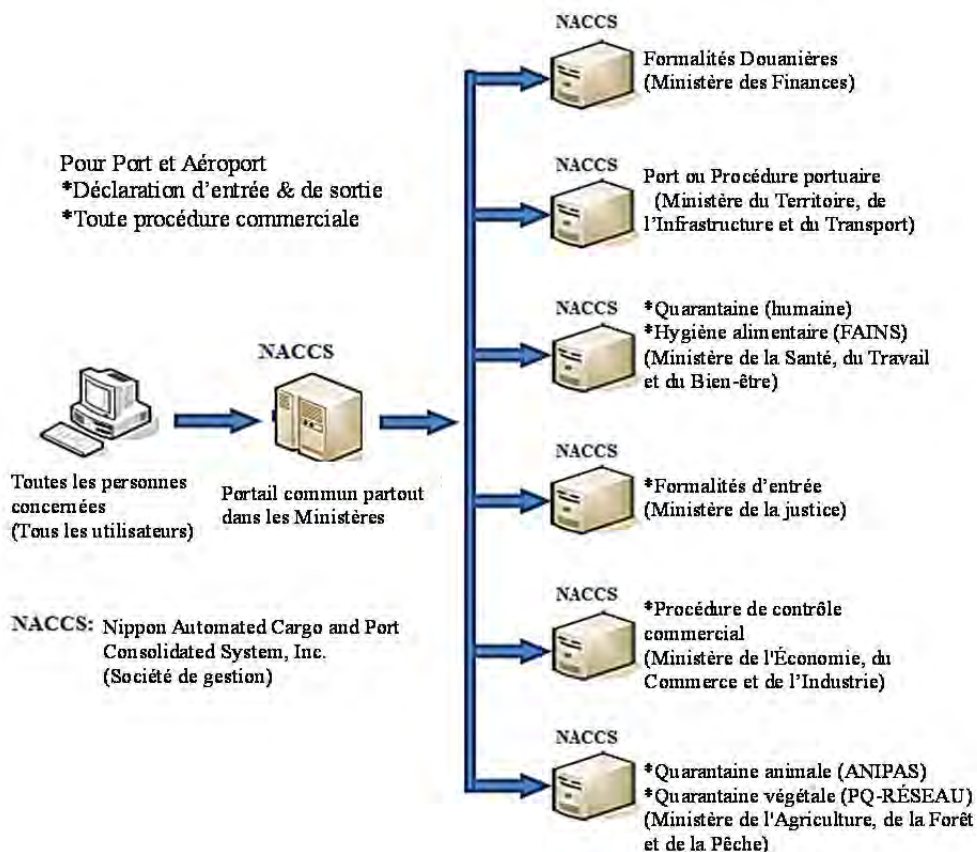 NACCS
Formalités Douanières
(Ministère des Finances)
Pour Port et Aéroport
*Déclaration d'entrée & de sortie
*Toute procédure commerciale
NACCS
Port ou Procédure portuaire
(Ministère du Territoire, de
l'Infrastructure et du Transport)
NACCS
*Quarantaine (humaine)
*Hygiène alimentaire (FAINS)
(Ministère de la Santé, du Travail
et du Bien-être)
NACCS
Toutes les personnes
concernées
(Tous les utilisateurs)
Portail commun partout
dans les Ministères
NACCS
*Formalités d'entrée
(Ministère de la justice)
NACCS: Nippon Automated Cargo and Port
Consolidated System, Inc.
(Société de gestion)
NACCS
*Procédure de contrôle
commercial
(Ministère de l'Économie, du
Commerce et de l'Industrie)
NACCS
*Quarantaine animale (ANIPAS)
*Quarantaine végétale (PQ-RÉSEAU)
(Ministère de l'Agriculture, de la Forêt
et de la Pêche)